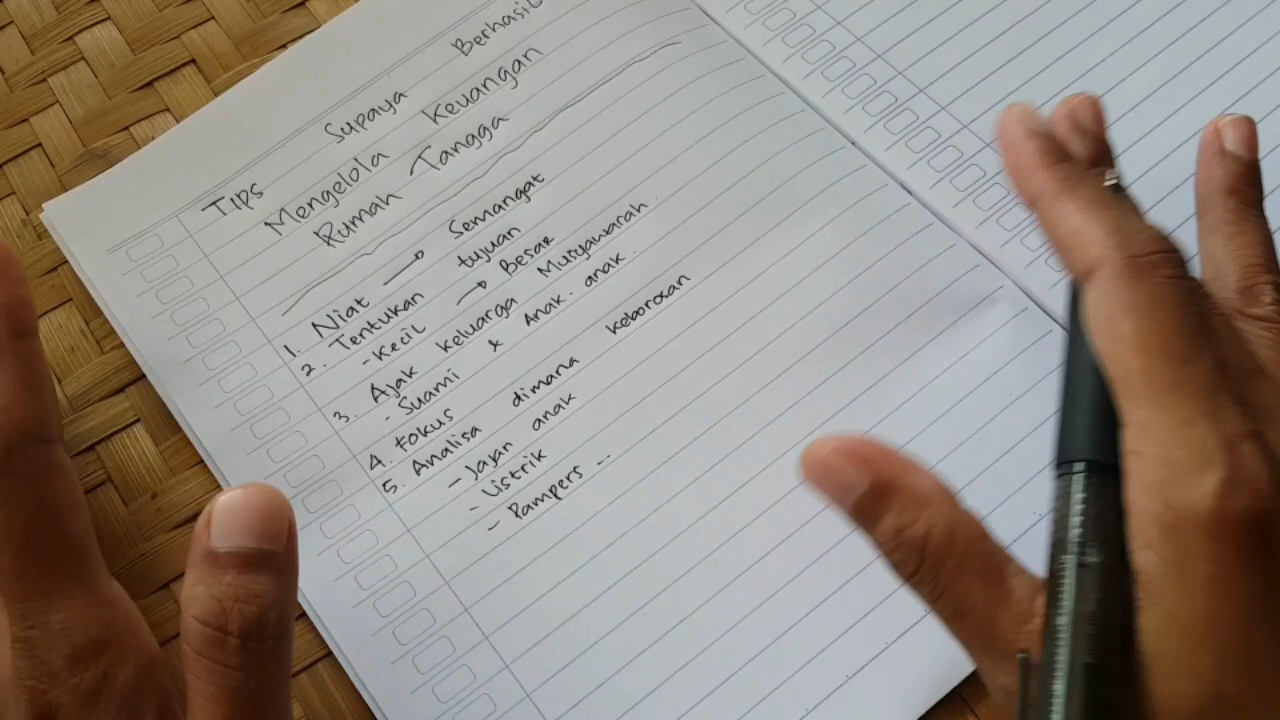 TIPS Supaya Berhasil
Mengelola Keuangan
Rumah Tangga
1. Niat → Semangat
2. Tentukan tujuan
- Kecil → Besar
3. Ajak keluarga Musyawarah.
- Suami & Anak. anak.
4. Fokus
5. Analisa dimana keborosan
- Jajan anak
- Listrik
- Pampers --